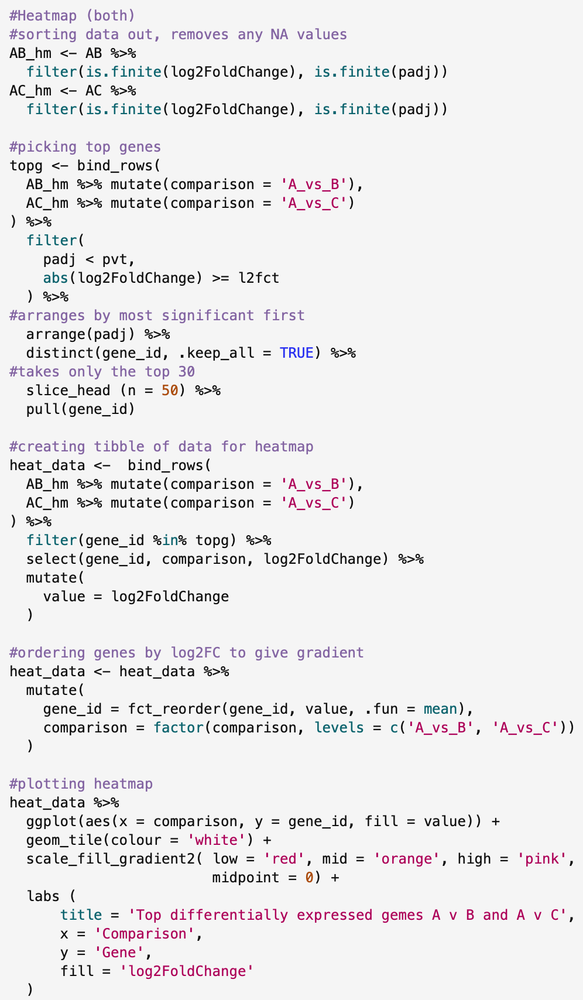 #Heatmap (both)
#sorting data out, removes any NA values
AB_hm <- AB %>%
  filter(is.finite(log2FoldChange), is.finite(padj))
AC_hm <- AC %>%
  filter(is.finite(log2FoldChange), is.finite(padj))

#picking top genes
topg <- bind_rows(
  AB_hm %>% mutate(comparison = 'A_vs_B'),
  AC_hm %>% mutate(comparison = 'A_vs_C')
) %>%
  filter(
    padj < pvt,
    abs(log2FoldChange) >= l2fct
  ) %>%
#arranges by most significant first
  arrange(padj) %>%
  distinct(gene_id, .keep_all = TRUE) %>%
#takes only the top 30
  slice_head (n = 50) %>%
  pull(gene_id)

#creating tibble of data for heatmap
heat_data <-  bind_rows(
  AB_hm %>% mutate(comparison = 'A_vs_B'),
  AC_hm %>% mutate(comparison = 'A_vs_C')
) %>%
  filter(gene_id %in% topg) %>%
  select(gene_id, comparison, log2FoldChange) %>%
  mutate(
    value = log2FoldChange
  )

#ordering genes by log2FC to give gradient
heat_data <- heat_data %>%
  mutate(
    gene_id = fct_reorder(gene_id, value, .fun = mean),
    comparison = factor(comparison, levels = c('A_vs_B', 'A_vs_C'))
  )

#plotting heatmap
heat_data %>%
  ggplot(aes(x = comparison, y = gene_id, fill = value)) +
  geom_tile(colour = 'white') +
  scale_fill_gradient2( low = 'red', mid = 'orange', high = 'pink',
                        midpoint = 0) +
  labs (
      title = 'Top differentially expressed gemes A v B and A v C',
      x = 'Comparison',
      y = 'Gene',
      fill = 'log2FoldChange'
  )